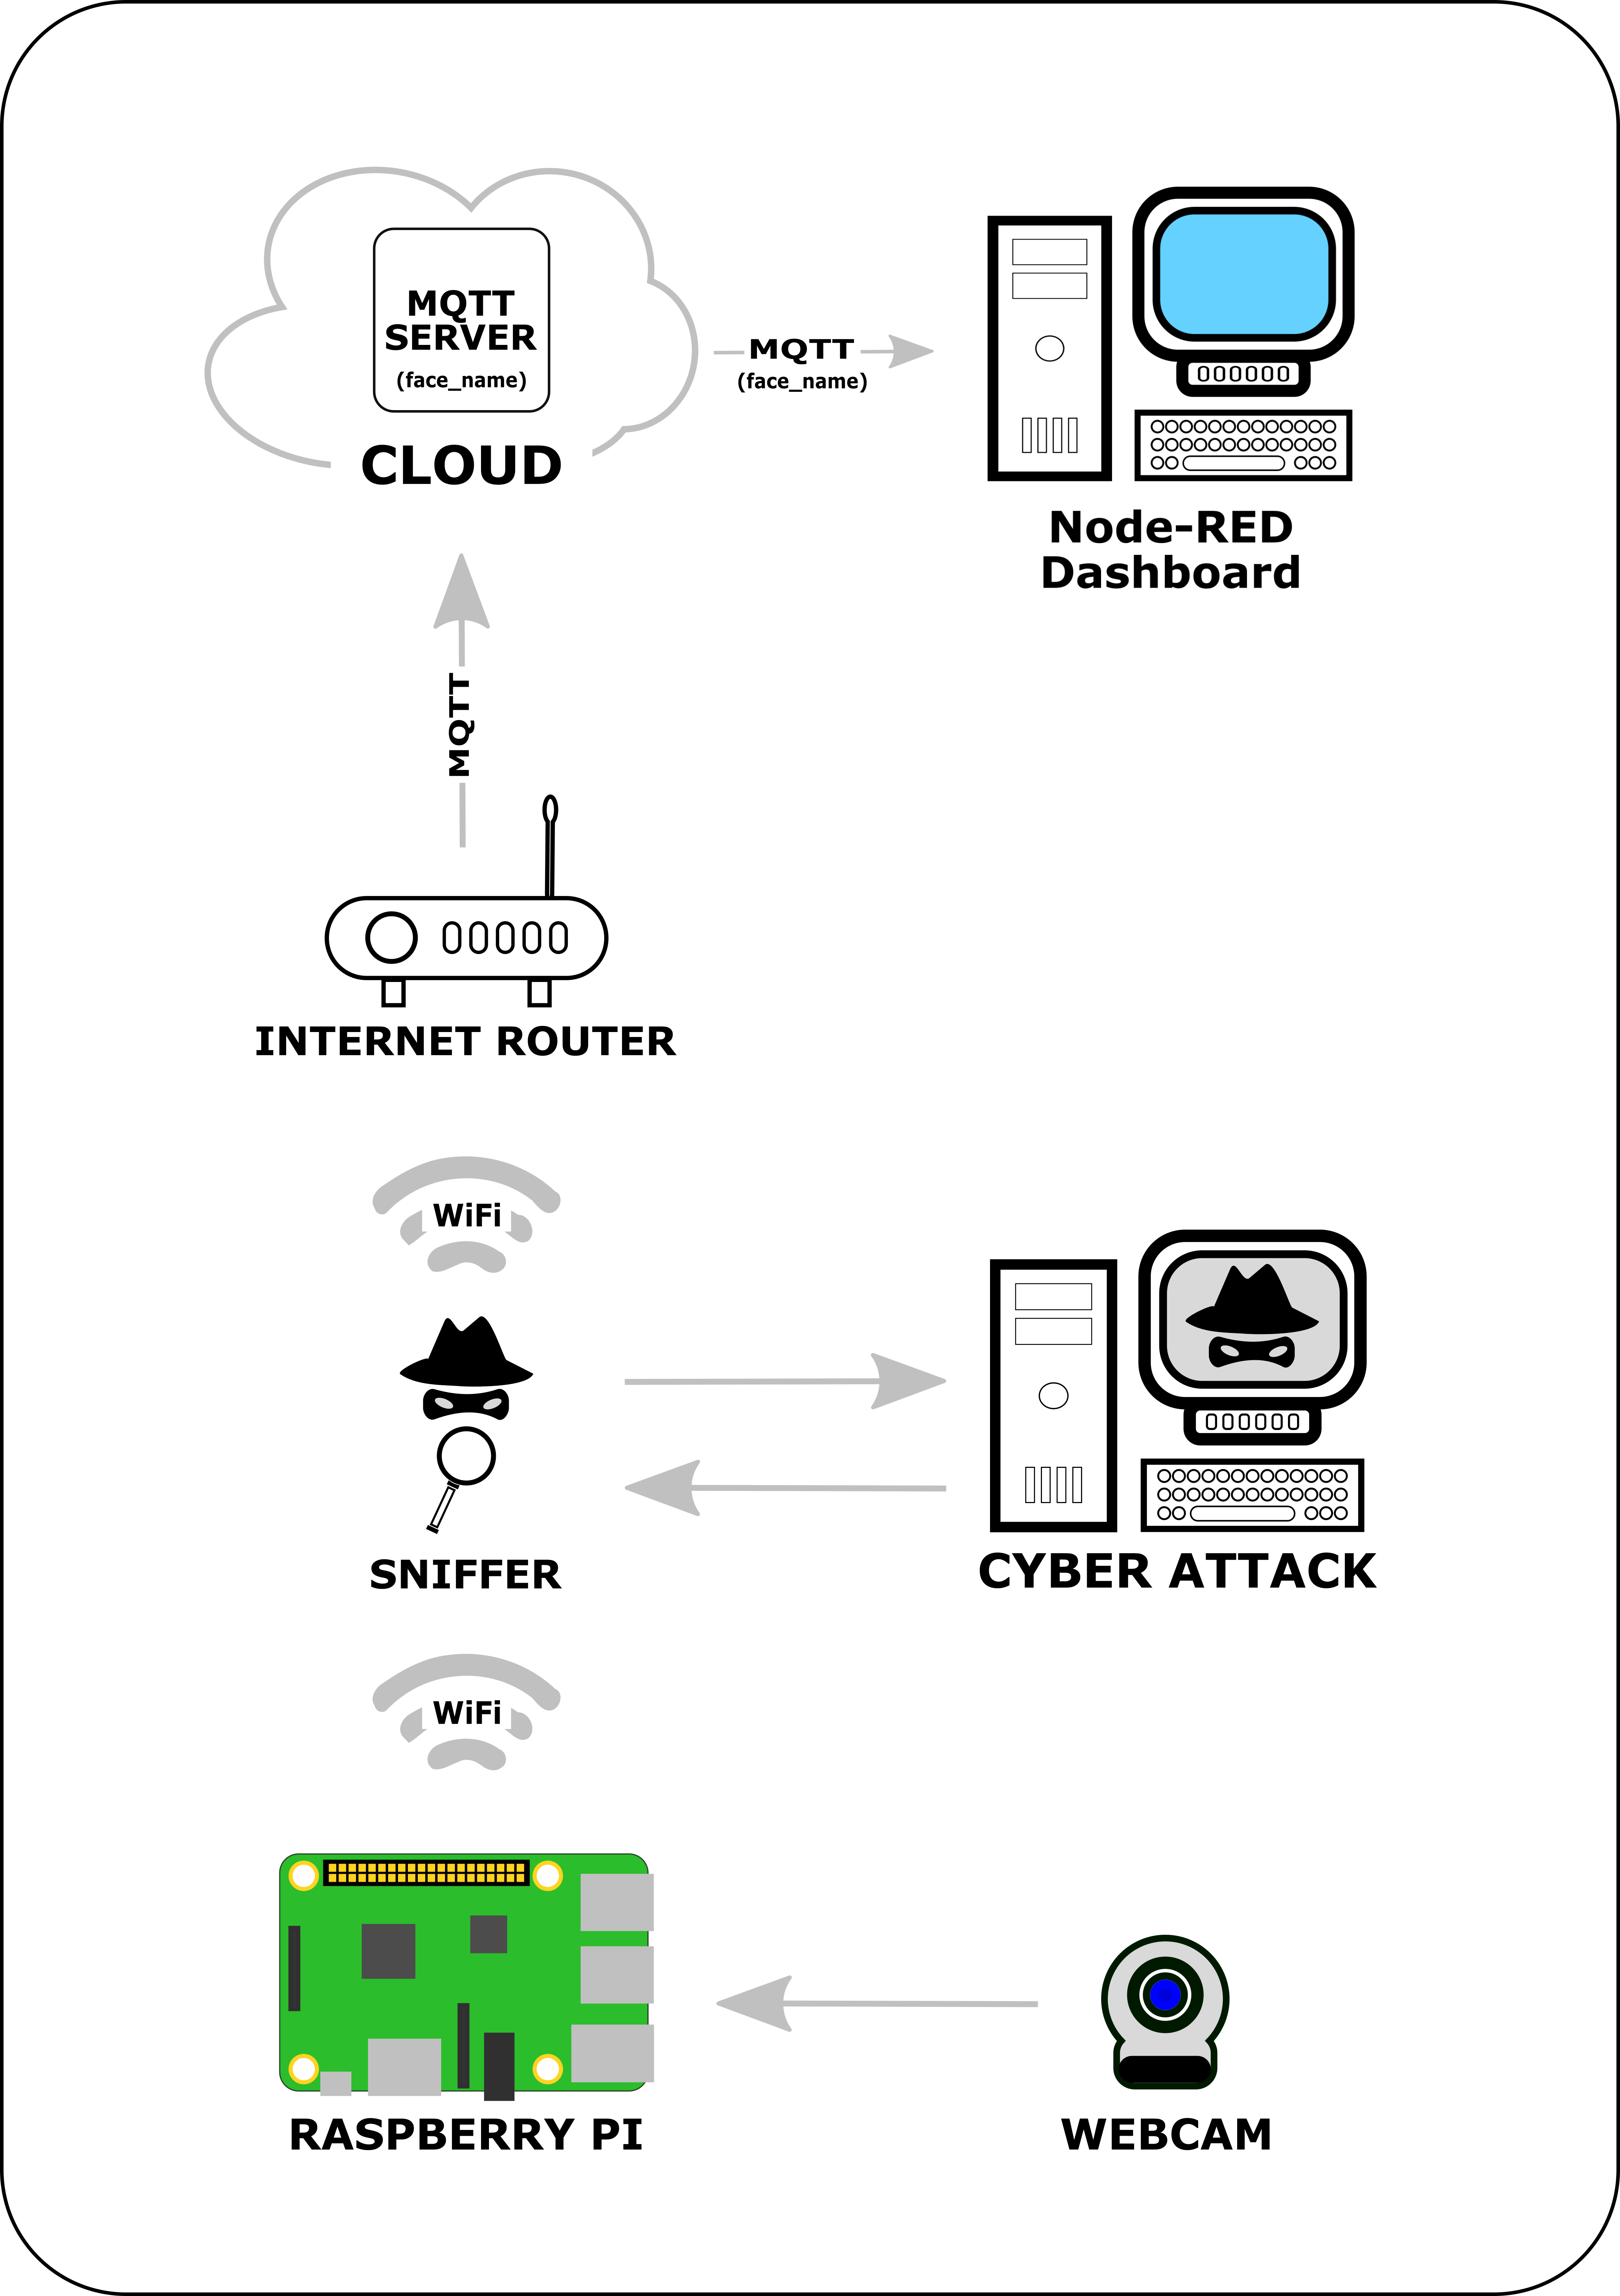 MQTT
SERVER
(face_name)
CLOUD
MQTT
(face_name)
Node-RED
Dashboard
MQTT
INTERNET ROUTER
WiFi
SNIFFER
CYBER ATTACK
WiFi
RASPBERRY PI
WEBCAM